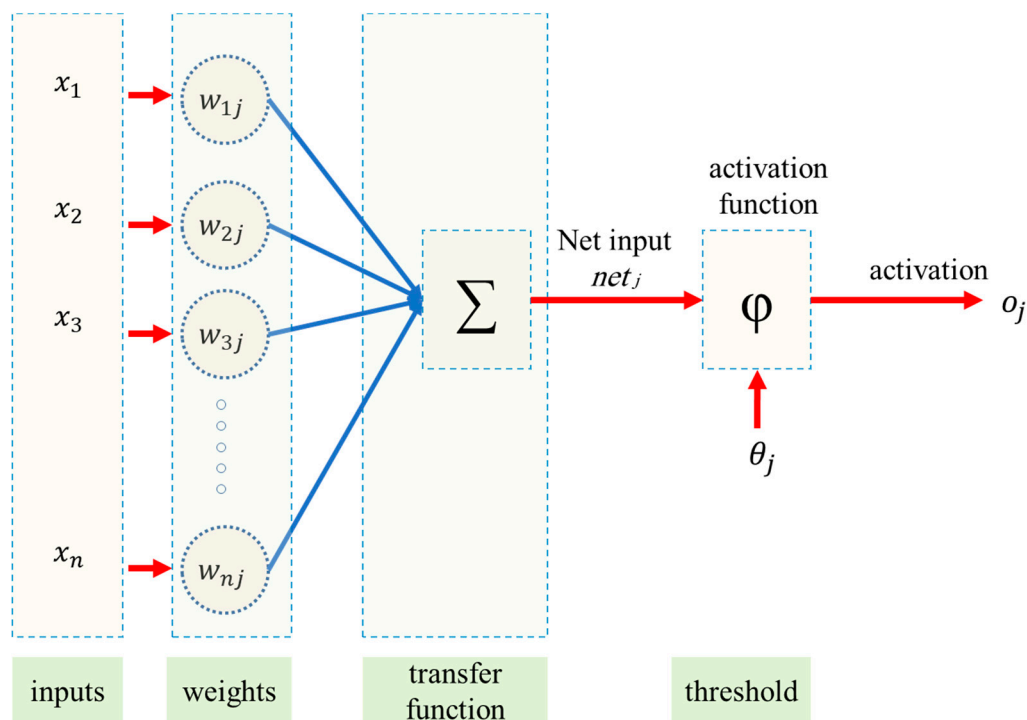 x₁
w₁ⱼ
x₂
w₂ⱼ
x₃
w₃ⱼ
xₙ
wₙⱼ
∑
Net input
netⱼ
activation
function
φ
θⱼ
activation
oⱼ
inputs
weights
transfer
function
threshold